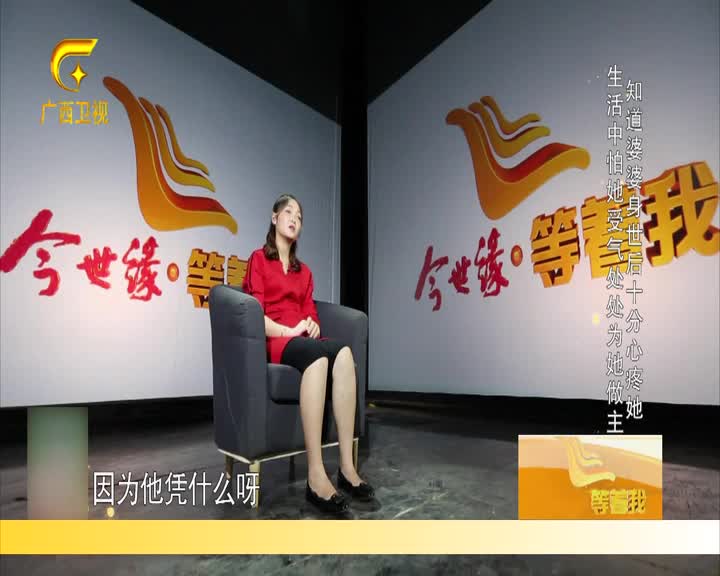 广西卫视
今世缘·等着
今世缘·等着我
知道婆婆身世后十分心疼她
生活中怕她受气处处为她做主
因为他凭什么呀
等着我